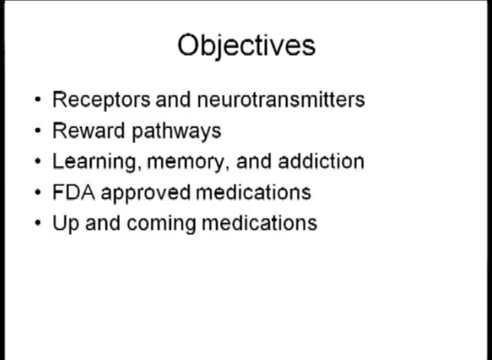 Objectives
• Receptors and neurotransmitters
• Reward pathways
• Learning, memory, and addiction
• FDA approved medications
• Up and coming medications